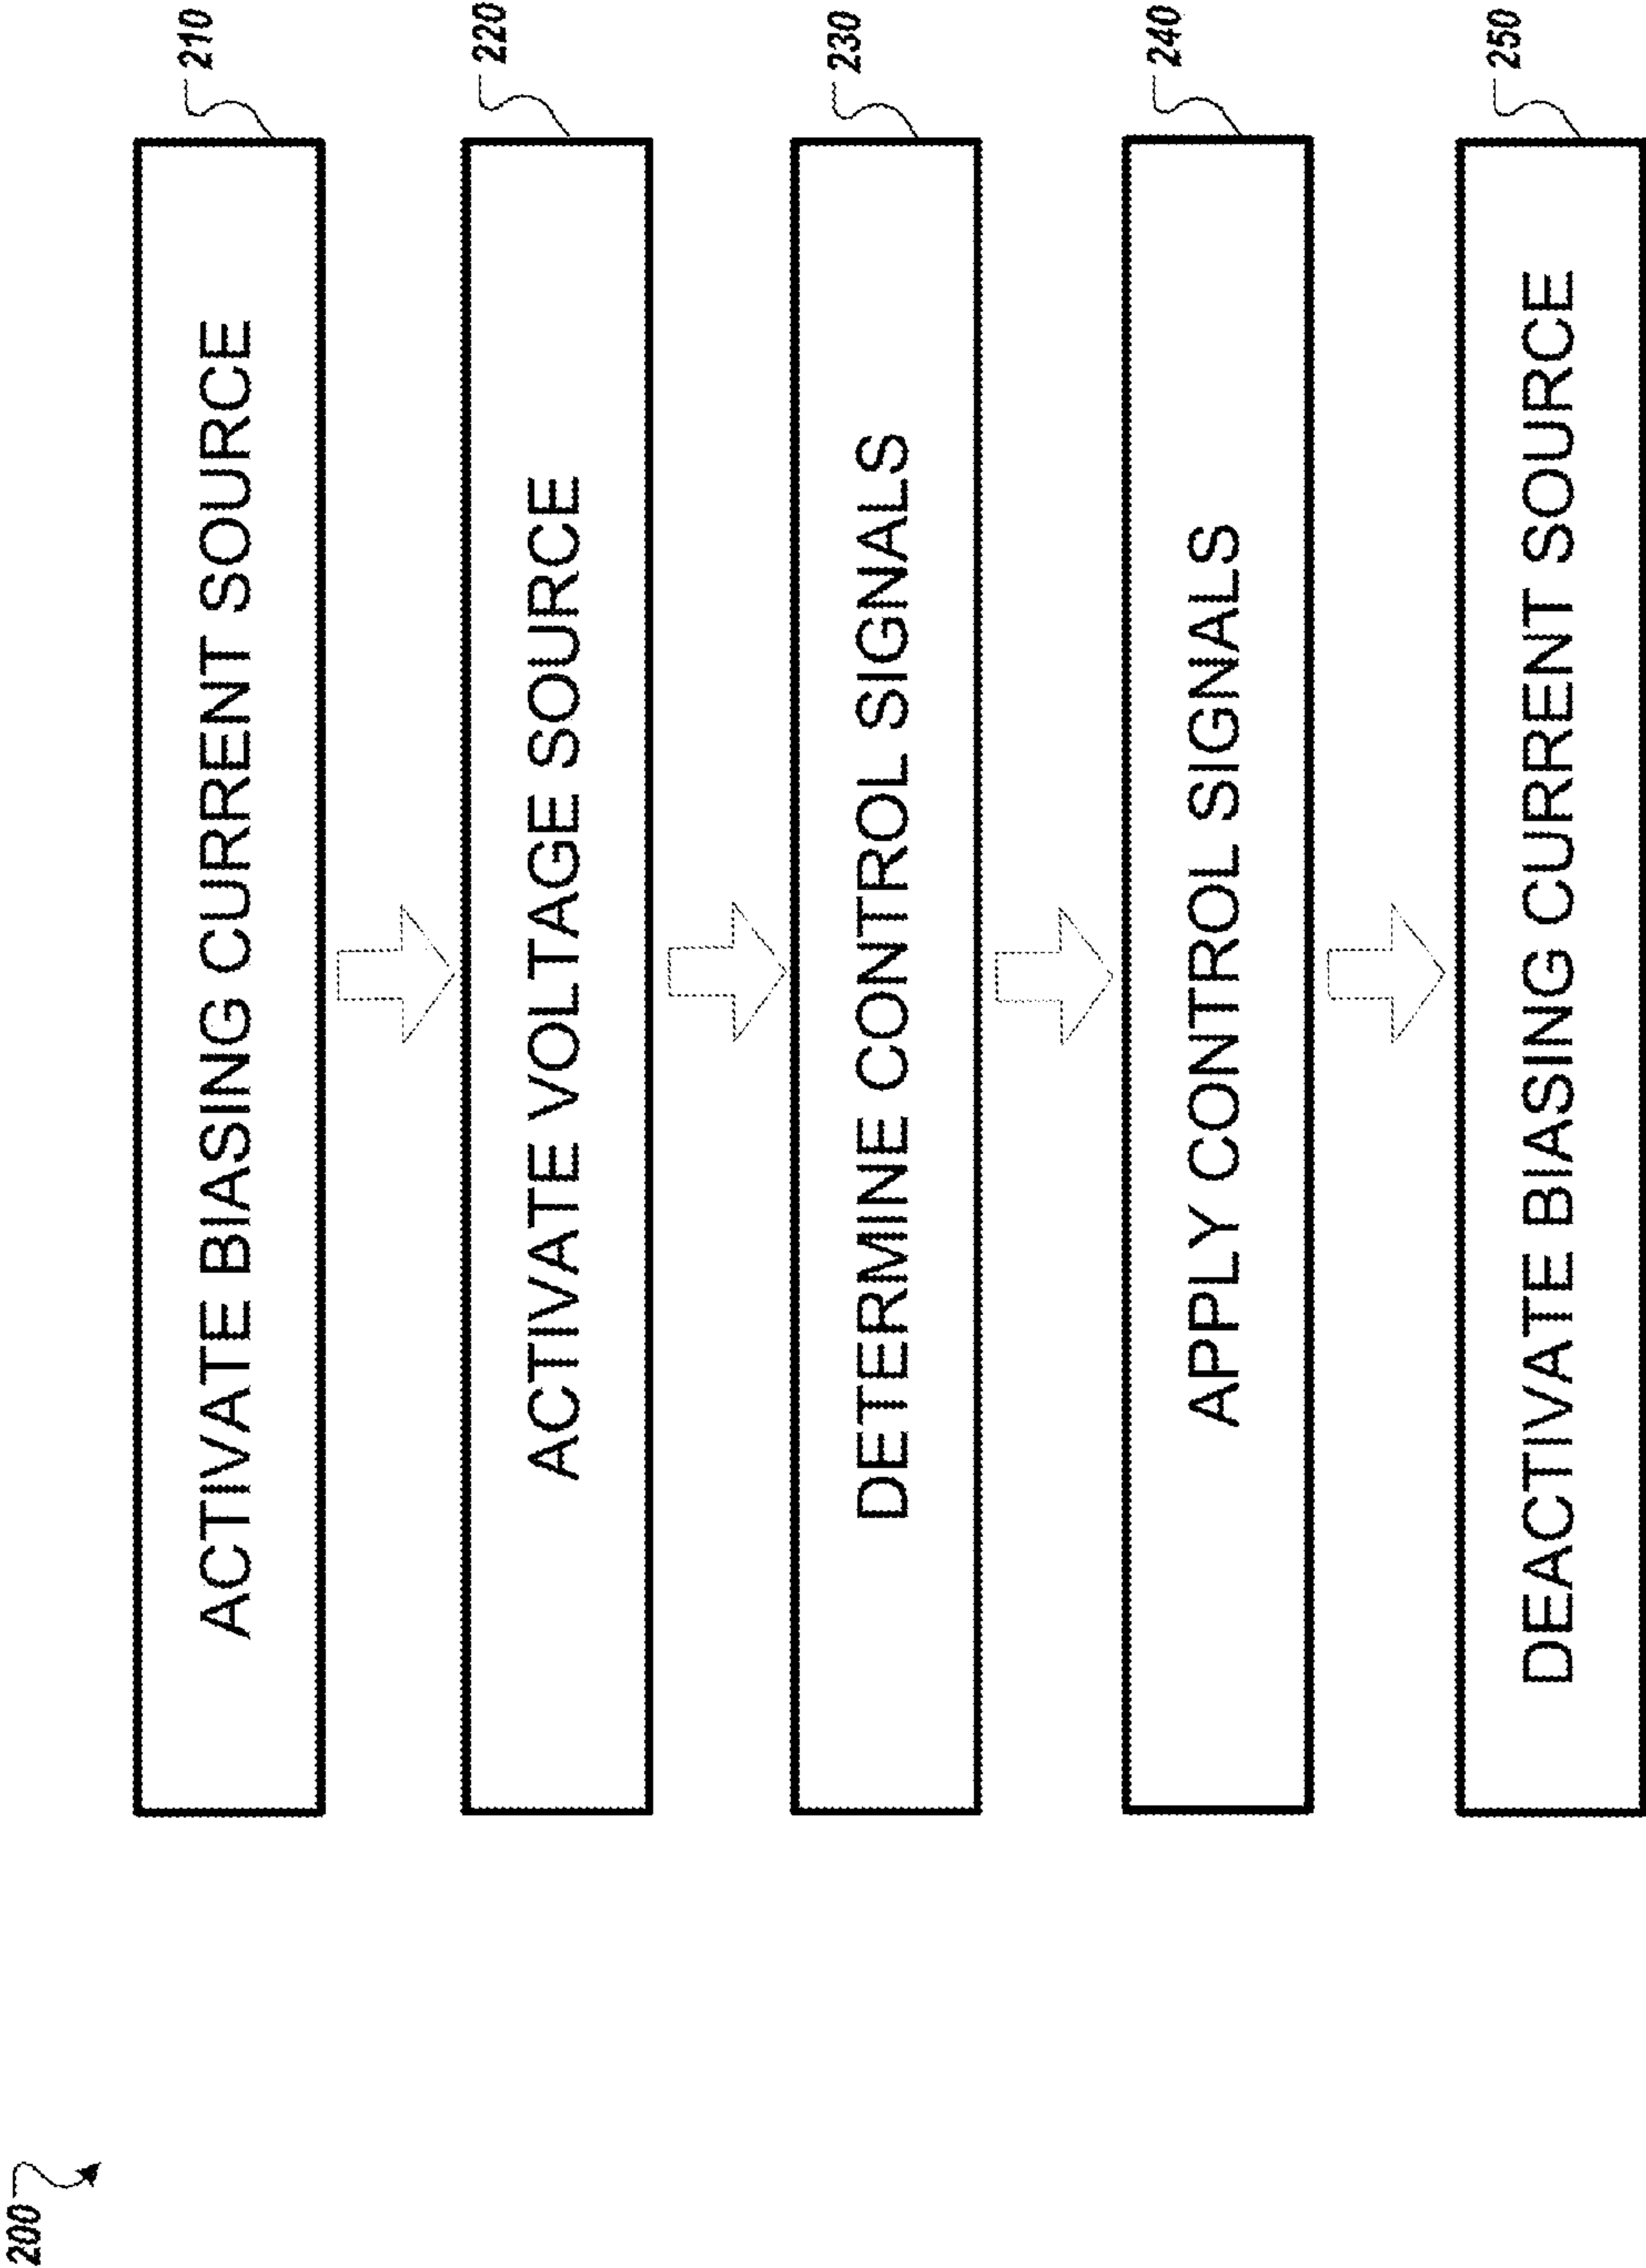 200
ACTIVATE BIASING CURRENT SOURCE
210
ACTIVATE VOLTAGE SOURCE
220
DETERMINE CONTROL SIGNALS
230
APPLY CONTROL SIGNALS
240
DEACTIVATE BIASING CURRENT SOURCE
250